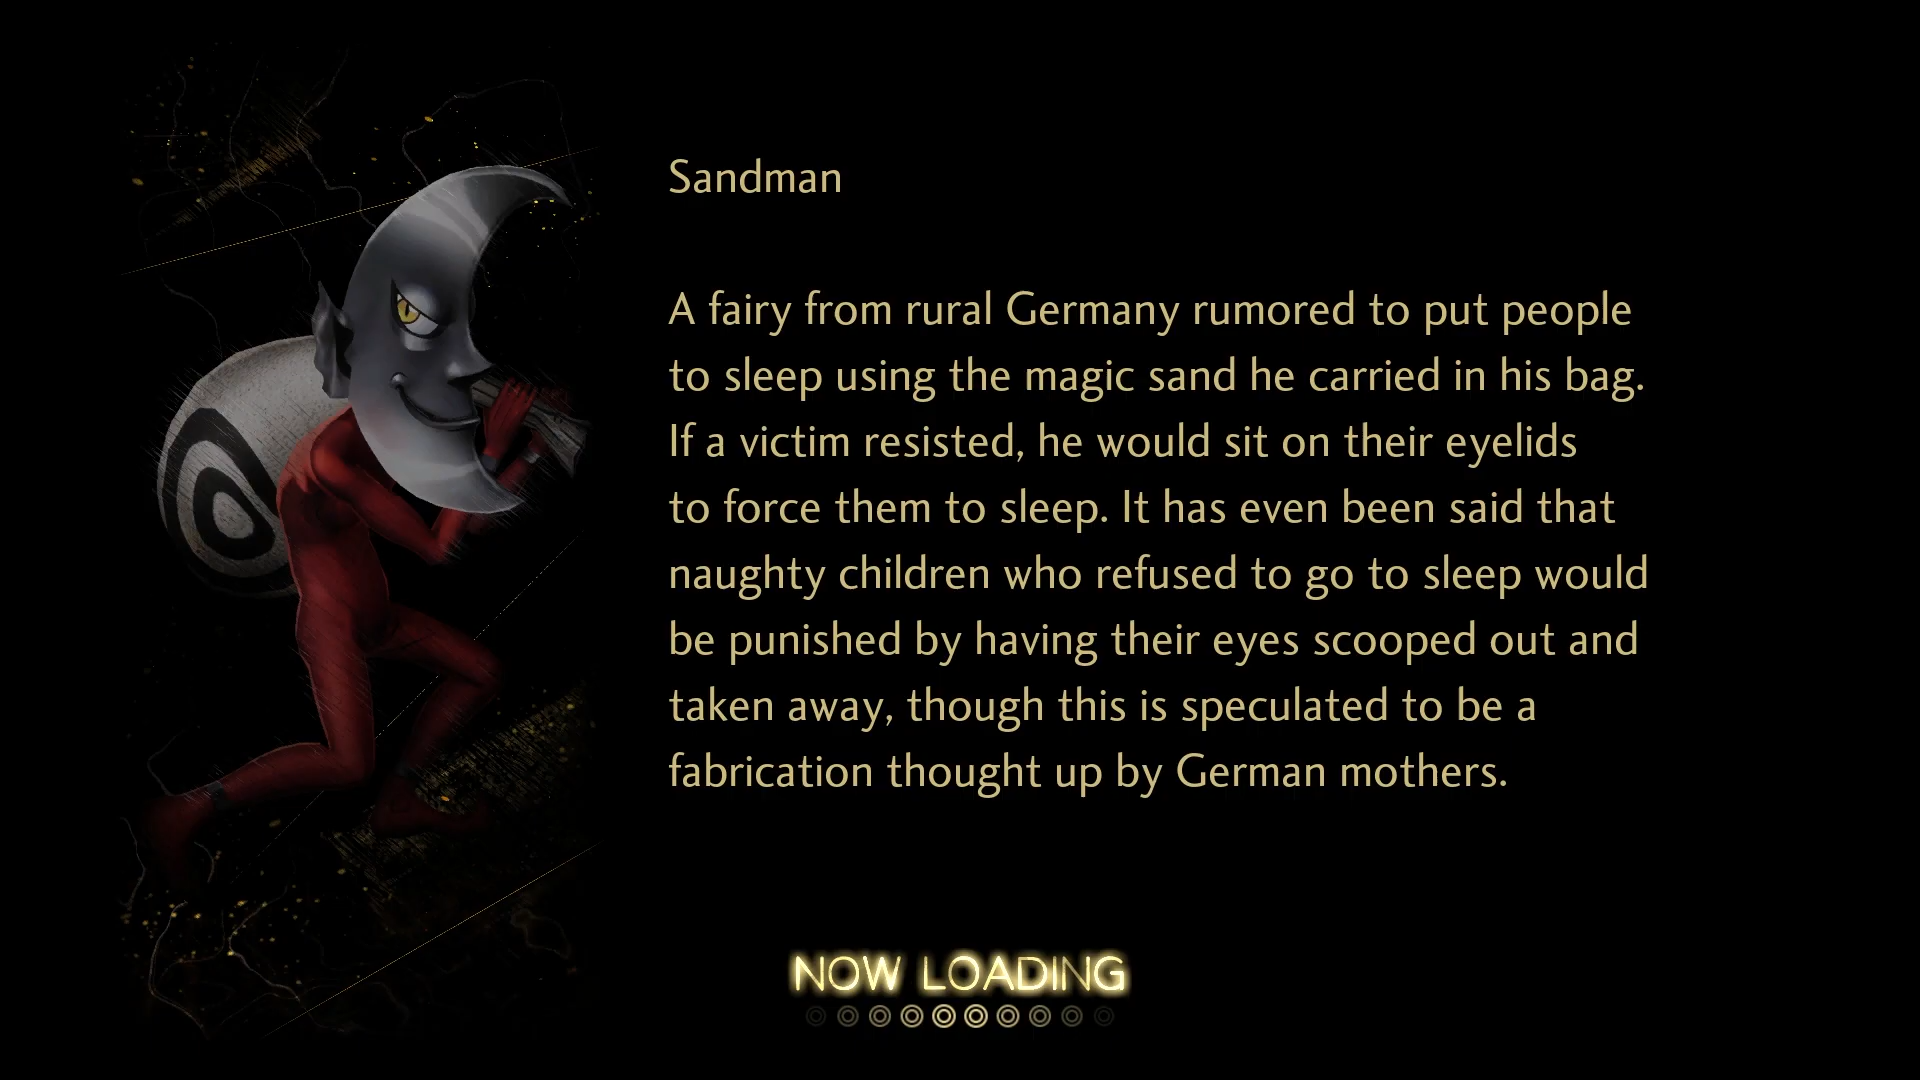 Sandman
A fairy from rural Germany rumored to put people
to sleep using the magic sand he carried in his bag.
If a victim resisted, he would sit on their eyelids
to force them to sleep. It has even been said that
naughty children who refused to go to sleep would
be punished by having their eyes scooped out and
taken away, though this is speculated to be a
fabrication thought up by German mothers.
NOW LOADING